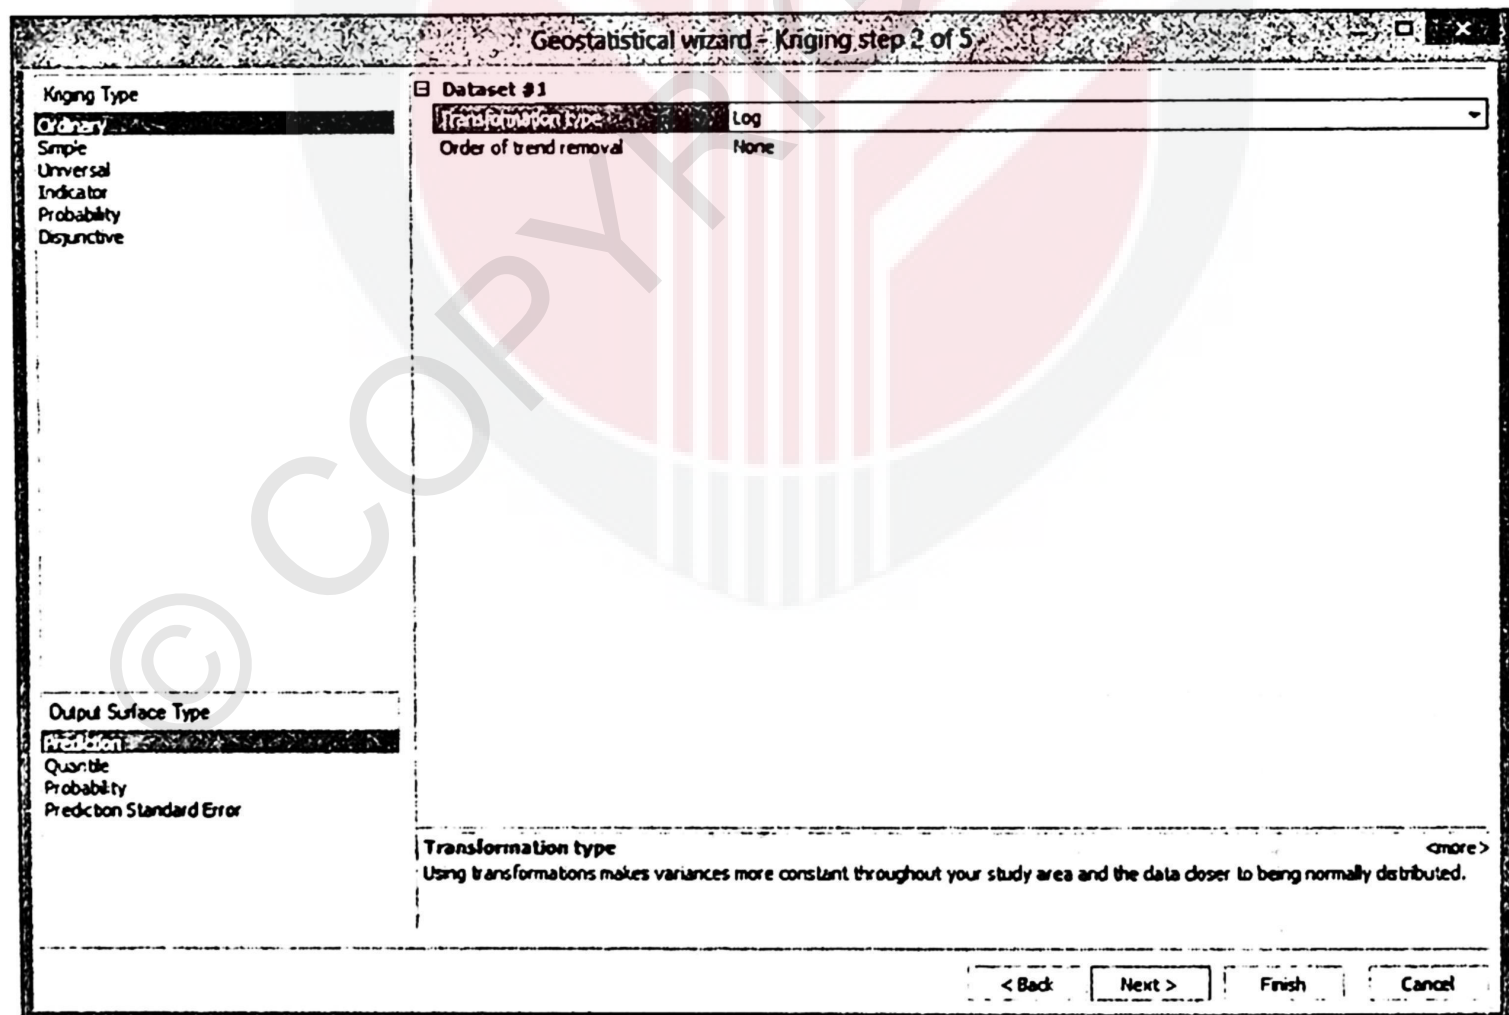 Geostatistical wizard - Kriging step 2 of 5
Kriging Type
Ordinary
Simple
Universal
Indicator
Probability
Disjunctive
Dataset #1
Transformation type Log
Order of trend removal None
Output Surface Type
Prediction
Quantile
Probability
Prediction Standard Error
Transformation type <more>
Using transformations makes variances more constant throughout your study area and the data closer to being normally distributed.
< Back Next > Finish Cancel